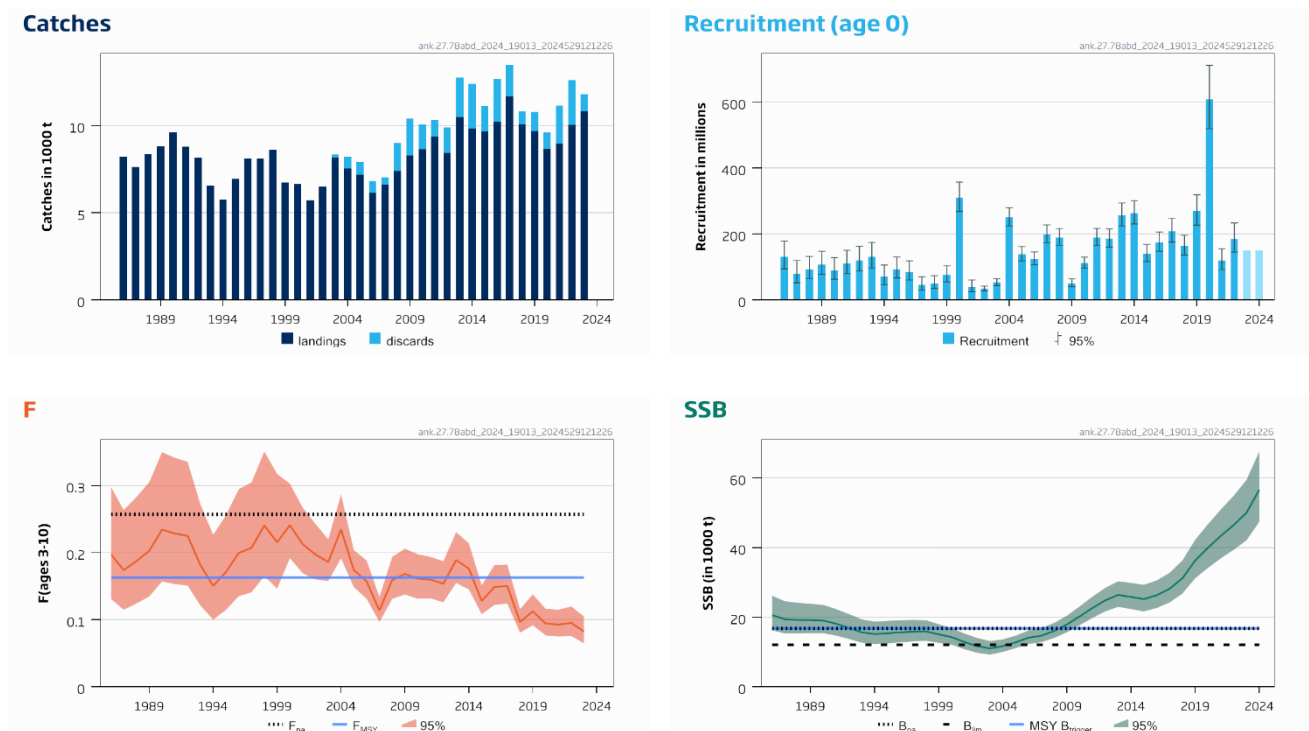 Catches
ank.27.78abd_2024_19013_2024529121226
Catches in 1000 t
10
5
0
1989 1994 1999 2004 2009 2014 2019 2024
landings discards
Recruitment (age 0)
ank.27.78abd_2024_19013_2024529121226
Recruitment in millions
600
400
200
0
1989 1994 1999 2004 2009 2014 2019 2024
Recruitment 95%
F
ank.27.78abd_2024_19013_2024529121226
F(ages 3-10)
0.3
0.2
0.1
0
1989 1994 1999 2004 2009 2014 2019 2024
Fpa FMSY 95%
SSB
ank.27.78abd_2024_19013_2024529121226
SSB (in 1000 t)
60
40
20
0
1989 1994 1999 2004 2009 2014 2019 2024
Bpa Blim MSY Btrigger 95%